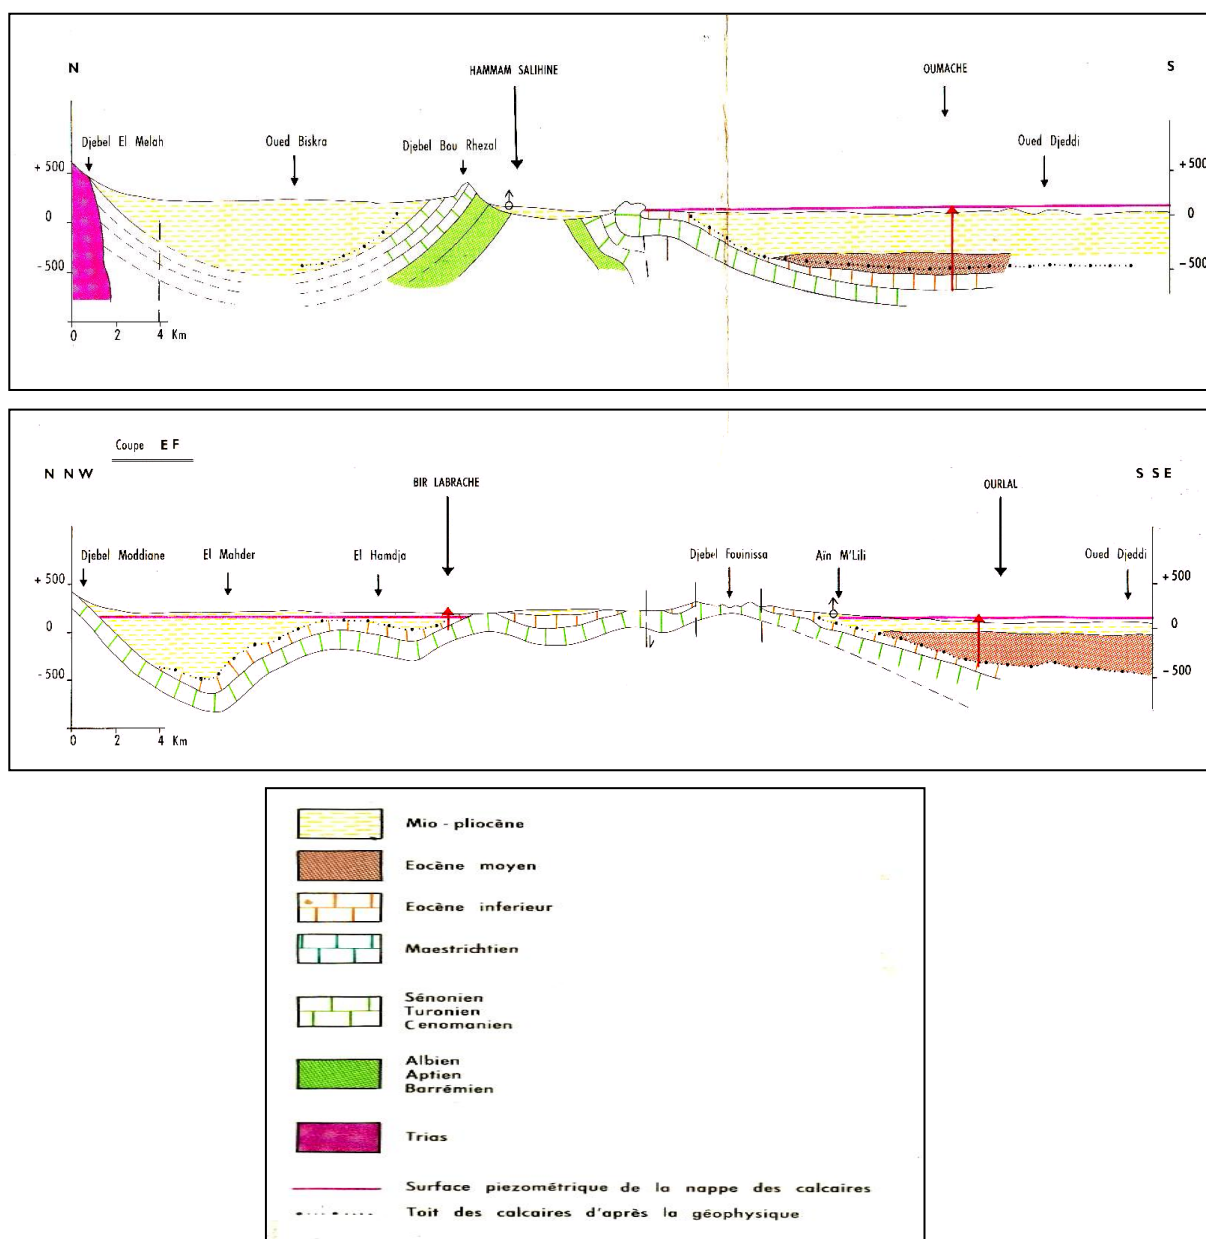 N
S
HAMMAM SALIHINE
OUMACHE
Djebel El Melah
Oued Biskra
Djebel Bou Rhezal
Oued Djeddi
+ 500
0
- 500
+ 500
0
- 500
0 2 4 Km
Coupe E F
N NW
S SE
BIR LABRACHE
OURLAL
Djebel Moddiane
El Mahder
El Hamdja
Djebel Fouinissa
Aïn M'Lili
Oued Djeddi
+ 500
0
- 500
+ 500
0
- 500
0 2 4 Km
Mio - pliocène
Eocène moyen
Eocène inferieur
Maestrichtien
Sénonien
Turonien
Cenomanien
Albien
Aptien
Barrémien
Trias
Surface piezométrique de la nappe des calcaires
Toit des calcaires d'après la géophysique